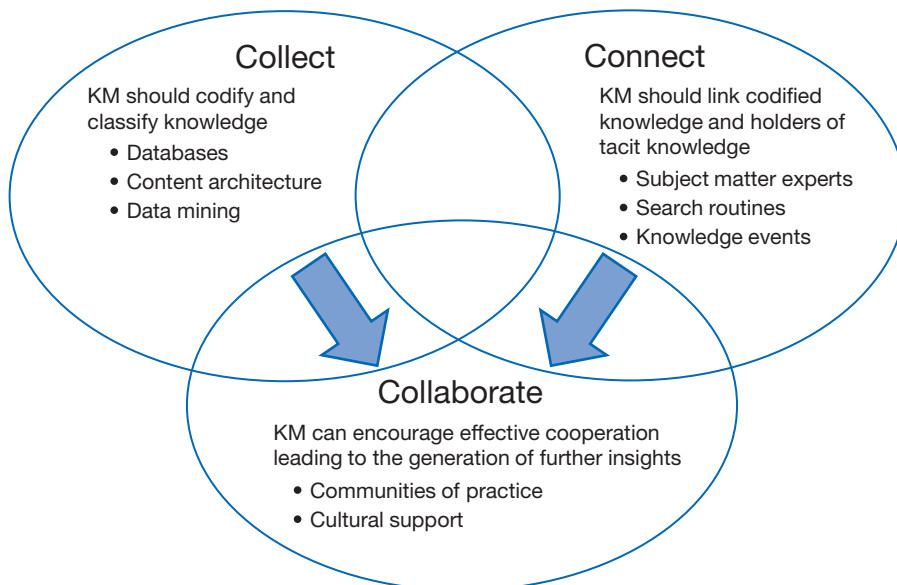 Collect
KM should codify and
classify knowledge
• Databases
• Content architecture
• Data mining
Connect
KM should link codified
knowledge and holders of
tacit knowledge
• Subject matter experts
• Search routines
• Knowledge events
Collaborate
KM can encourage effective cooperation
leading to the generation of further insights
• Communities of practice
• Cultural support